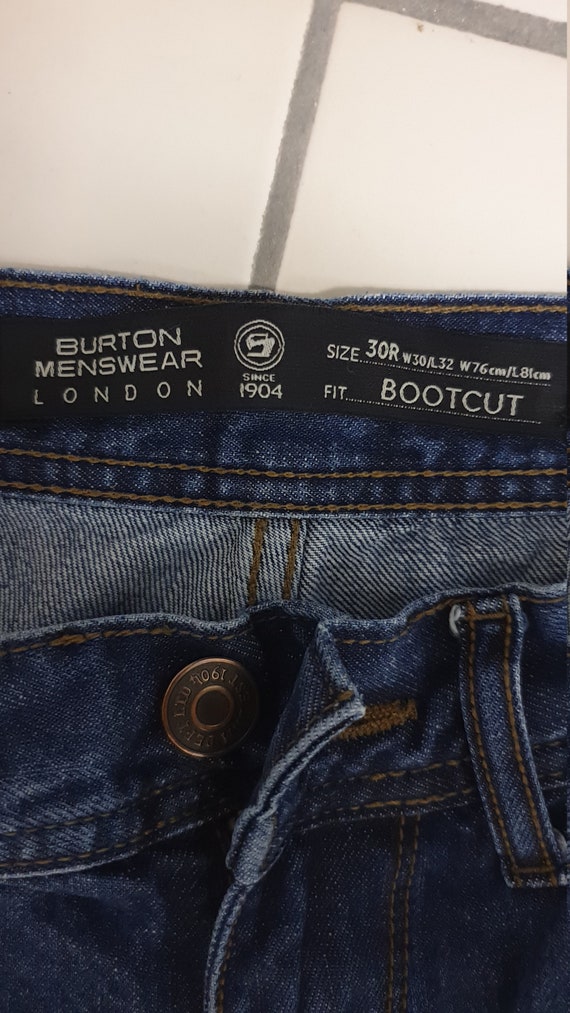 BURTON
MENSWEAR
LONDON
SINCE
1904
SIZE 30R W30/L32 W76cm/L81cm
FIT BOOTCUT